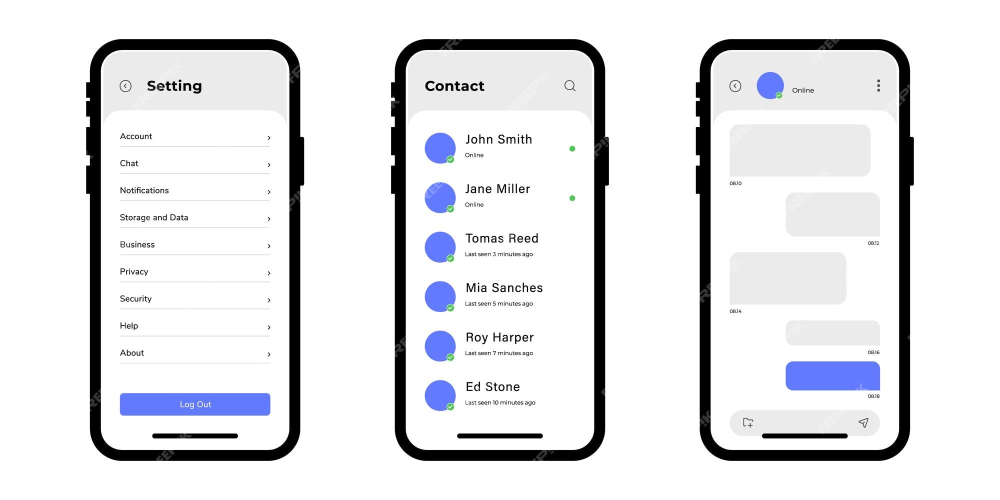 Setting
Account
Chat
Notifications
Storage and Data
Business
Privacy
Security
Help
About
Log Out
Contact
John Smith
Online
Jane Miller
Online
Tomas Reed
Last seen 3 minutes ago
Mia Sanches
Last seen 5 minutes ago
Roy Harper
Last seen 7 minutes ago
Ed Stone
Last seen 10 minutes ago
Online
08.10
08.12
08.14
08.16
08.18
FREEPIK